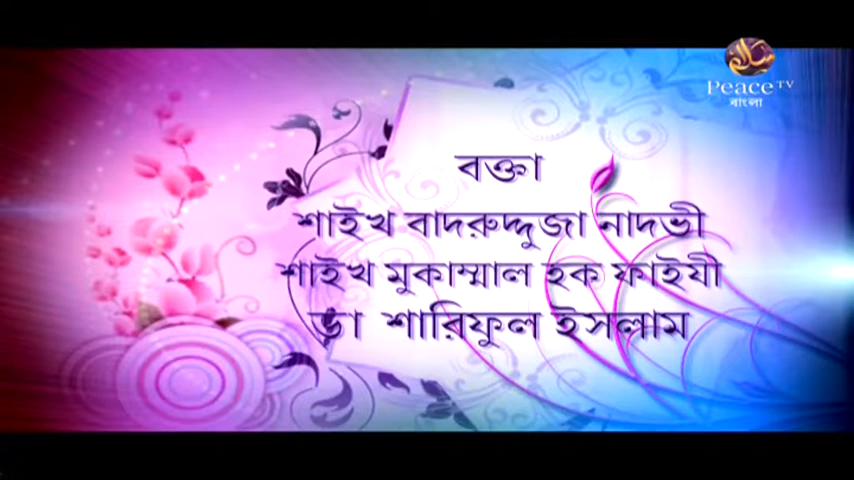 Peace TV
বাংলা
বক্তা
শাইখ বাদরুদ্দুজা নাদভী
শাইখ মুকাম্মাল হক ফাইযী
ডা শারিফুল ইসলাম